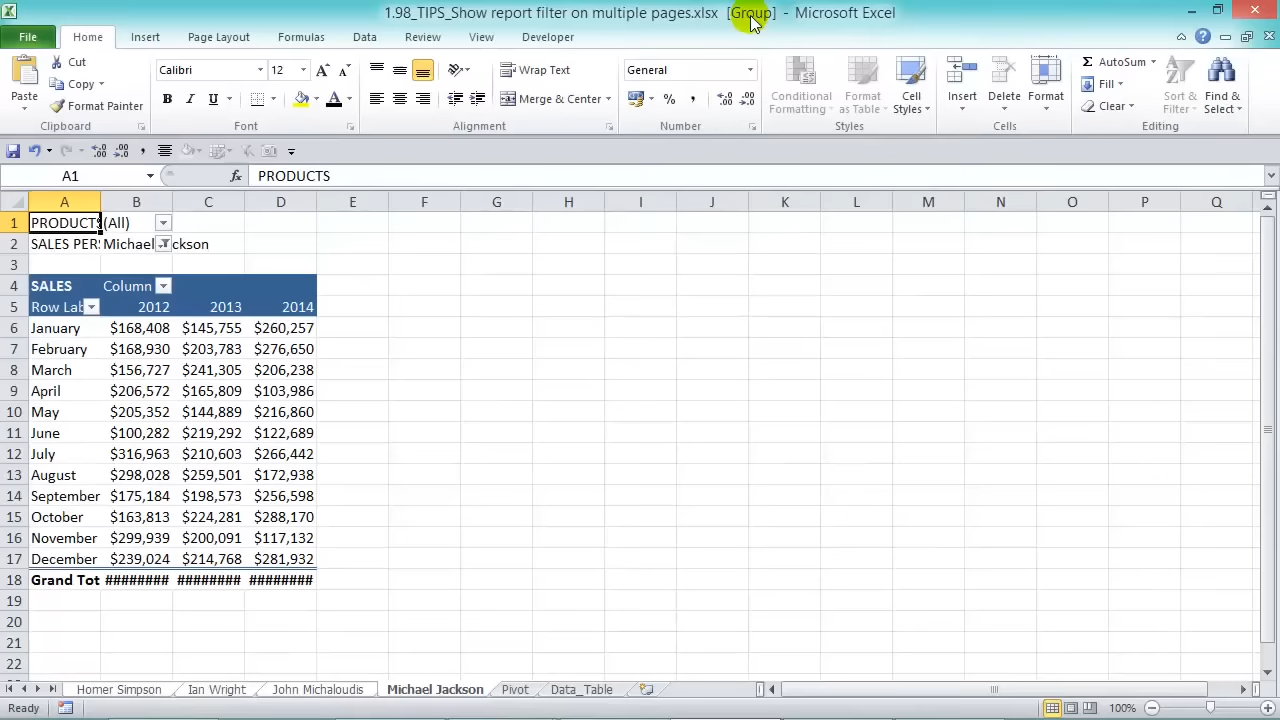 1.98_TIPS_Show report filter on multiple pages.xlsx [Group] - Microsoft Excel
File Home Insert Page Layout Formulas Data Review View Developer
Paste Cut Copy Format Painter Clipboard
Calibri 12 B I U A Font
Wrap Text Merge & Center Alignment
General % , Number
Conditional Formatting Format as Table Cell Styles Styles
Insert Delete Format Cells
Σ AutoSum Fill Clear Sort & Filter Find & Select Editing
A1 fx PRODUCTS
A B C D E F G H I J K L M N O P Q
1 PRODUCTS (All)
2 SALES PERS Michael Jackson
3
4 SALES Column
5 Row Lab 2012 2013 2014
6 January $168,408 $145,755 $260,257
7 February $168,930 $203,783 $276,650
8 March $156,727 $241,305 $206,238
9 April $206,572 $165,809 $103,986
10 May $205,352 $144,889 $216,860
11 June $100,282 $219,292 $122,689
12 July $316,963 $210,603 $266,442
13 August $298,028 $259,501 $172,938
14 September $175,184 $198,573 $256,598
15 October $163,813 $224,281 $288,170
16 November $299,939 $200,091 $117,132
17 December $239,024 $214,768 $281,932
18 Grand Tot ######## ######## ########
19
20
21
22
Homer Simpson Ian Wright John Michaloudis Michael Jackson Pivot Data_Table
Ready 100%